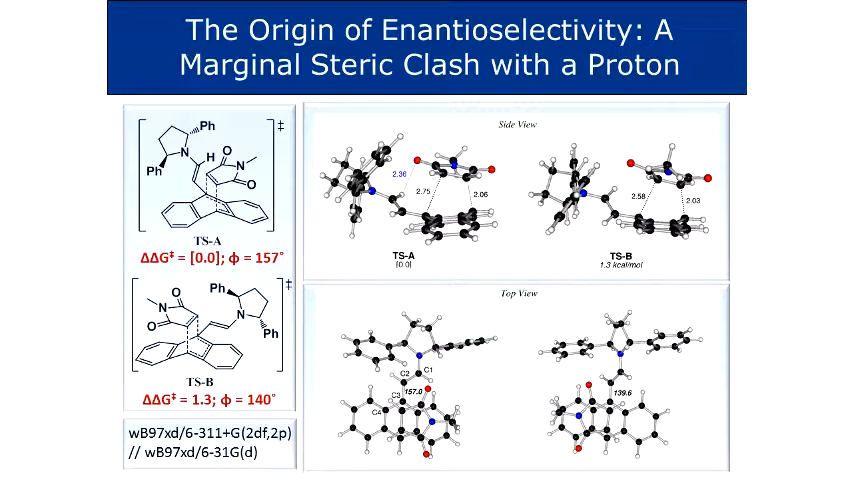 The Origin of Enantioselectivity: A
Marginal Steric Clash with a Proton
Ph
N
H
O
N
O
Ph
‡
TS-A
ΔΔG‡ = [0.0]; ф = 157˚
O
N
O
Ph
N
Ph
‡
TS-B
ΔΔG‡ = 1.3; ф = 140˚
wB97xd/6-311+G(2df,2p)
// wB97xd/6-31G(d)
Side View
2.36
2.75
2.06
TS-A
[0.0]
2.58
2.03
TS-B
1.3 kcal/mol
Top View
C1
C2
157.0
C3
C4
139.6